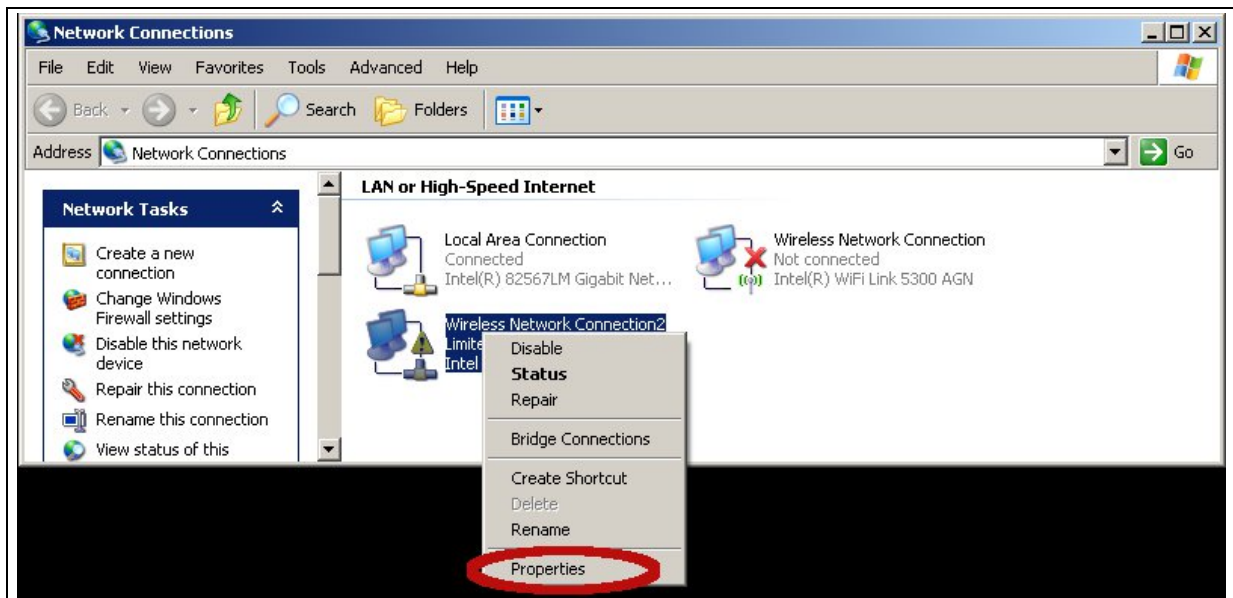 Network Connections
File Edit View Favorites Tools Advanced Help
Back Search Folders
Address Network Connections Go
Network Tasks
Create a new
connection
Change Windows
Firewall settings
Disable this network
device
Repair this connection
Rename this connection
View status of this
LAN or High-Speed Internet
Local Area Connection
Connected
Intel(R) 82567LM Gigabit Net...
Wireless Network Connection
Not connected
Intel(R) WiFi Link 5300 AGN
Wireless Network Connection2
Limite
Intel
Disable
Status
Repair
Bridge Connections
Create Shortcut
Delete
Rename
Properties